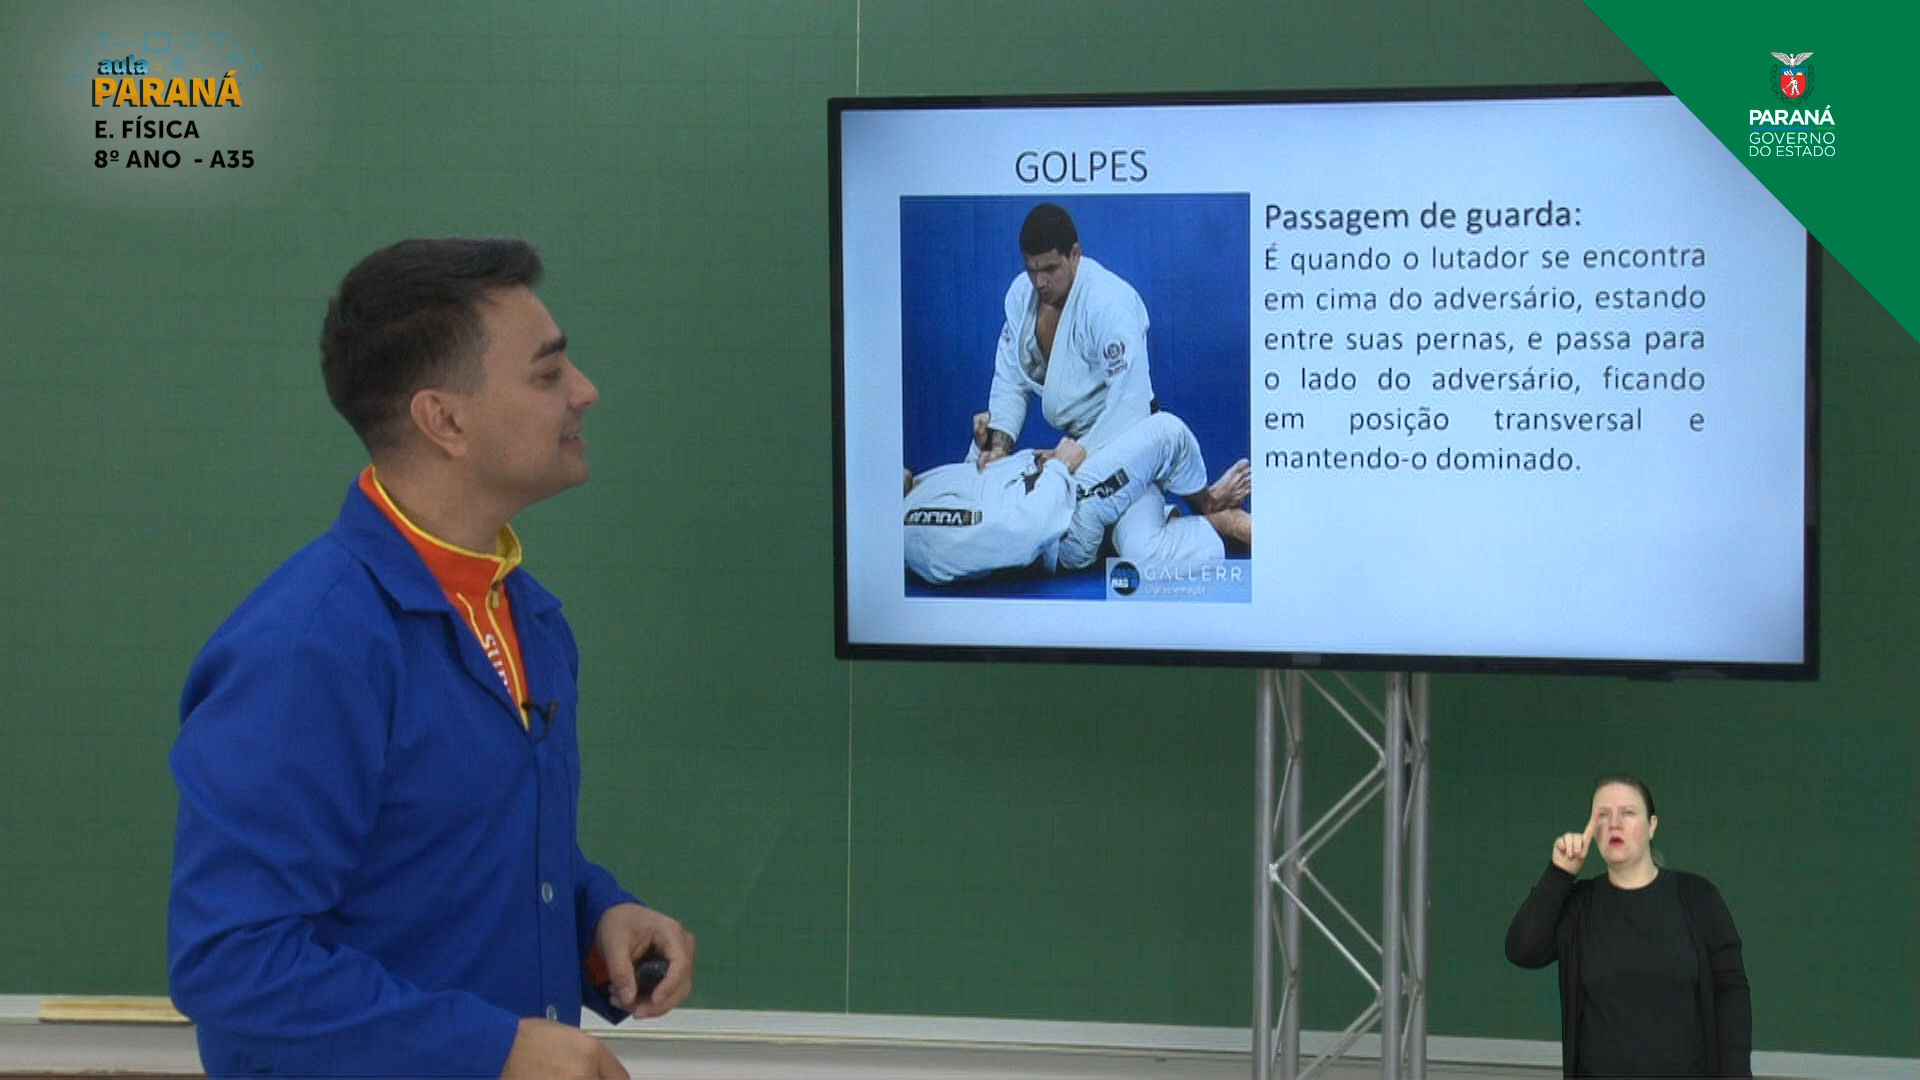 aula
PARANÁ
E. FÍSICA
8º ANO - A35
PARANÁ
GOVERNO
DO ESTADO
GOLPES
Passagem de guarda:
É quando o lutador se encontra
em cima do adversário, estando
entre suas pernas, e passa para
o lado do adversário, ficando
em posição transversal e
mantendo-o dominado.
GALLERR